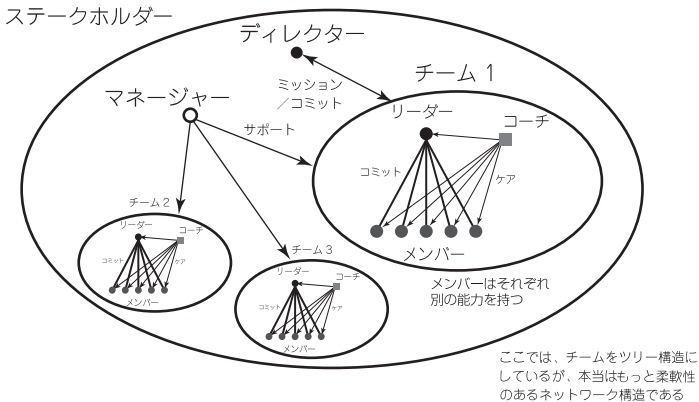 ステークホルダー
ディレクター
ミッション
／コミット
マネージャー
サポート
チーム 1
リーダー
コーチ
コミット
ケア
メンバー
メンバーはそれぞれ
別の能力を持つ
チーム 2
リーダー
コーチ
コミット
ケア
メンバー
チーム 3
リーダー
コーチ
コミット
ケア
メンバー
ここでは、チームをツリー構造に
しているが、本当はもっと柔軟性
のあるネットワーク構造である